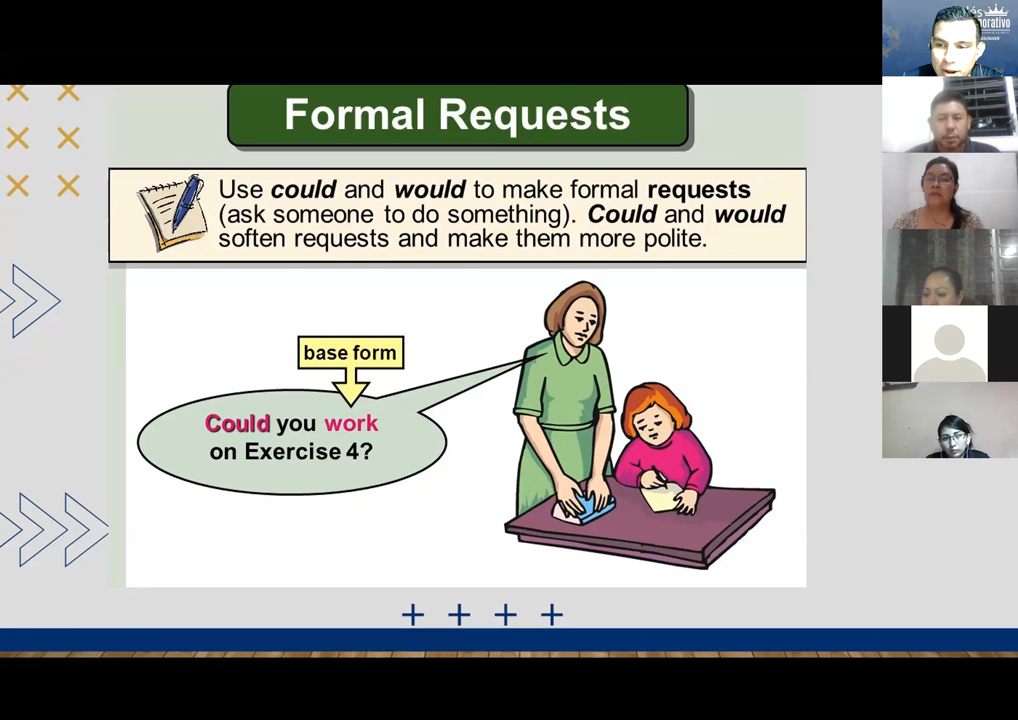 Formal Requests
Use could and would to make formal requests
(ask someone to do something). Could and would
soften requests and make them more polite.
base form
Could you work
on Exercise 4?